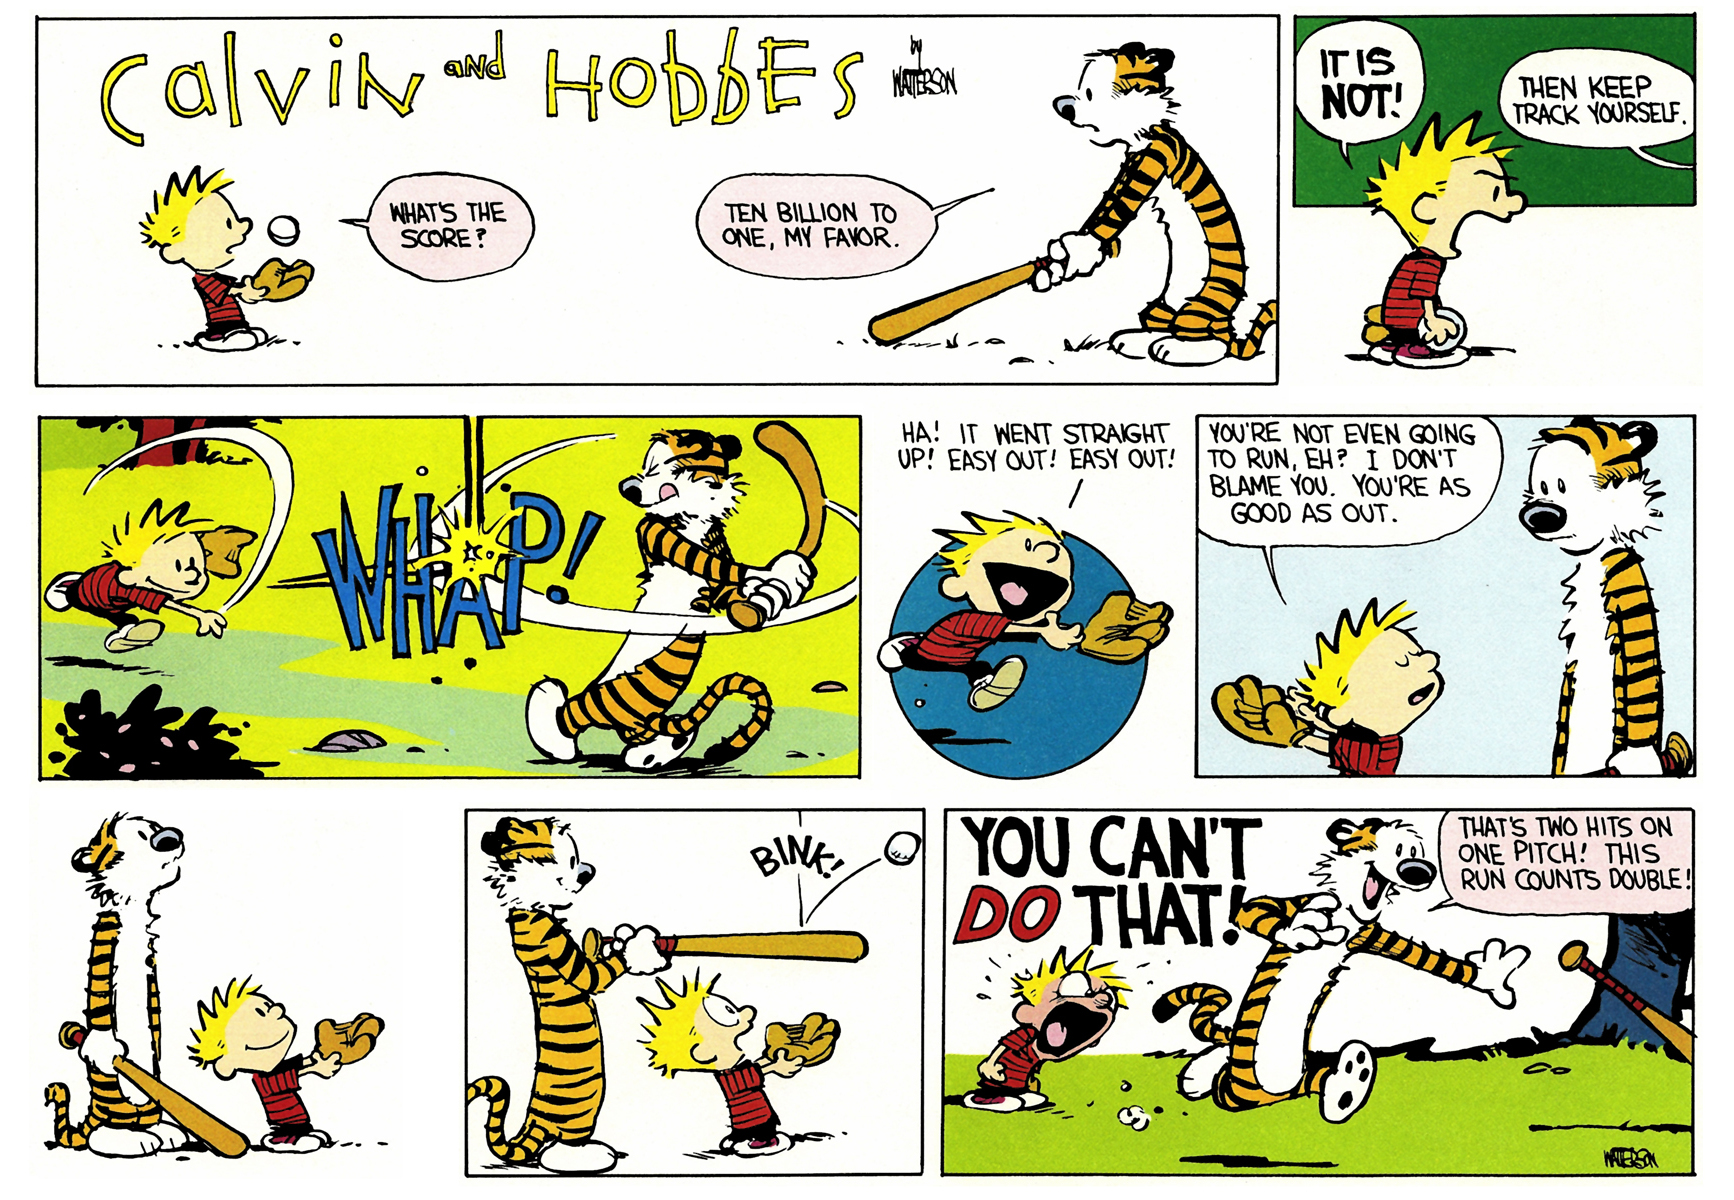 Calvin and HObbES
by
WATTERSON
WHAT'S THE
SCORE?
TEN BILLION TO
ONE, MY FAVOR.
IT IS
NOT!
THEN KEEP
TRACK YOURSELF.
WHAP!
HA! IT WENT STRAIGHT
UP! EASY OUT! EASY OUT!
YOU'RE NOT EVEN GOING
TO RUN, EH? I DON'T
BLAME YOU. YOU'RE AS
GOOD AS OUT.
BINK!
YOU CAN'T
DO THAT!
THAT'S TWO HITS ON
ONE PITCH! THIS
RUN COUNTS DOUBLE!
WATTERSON